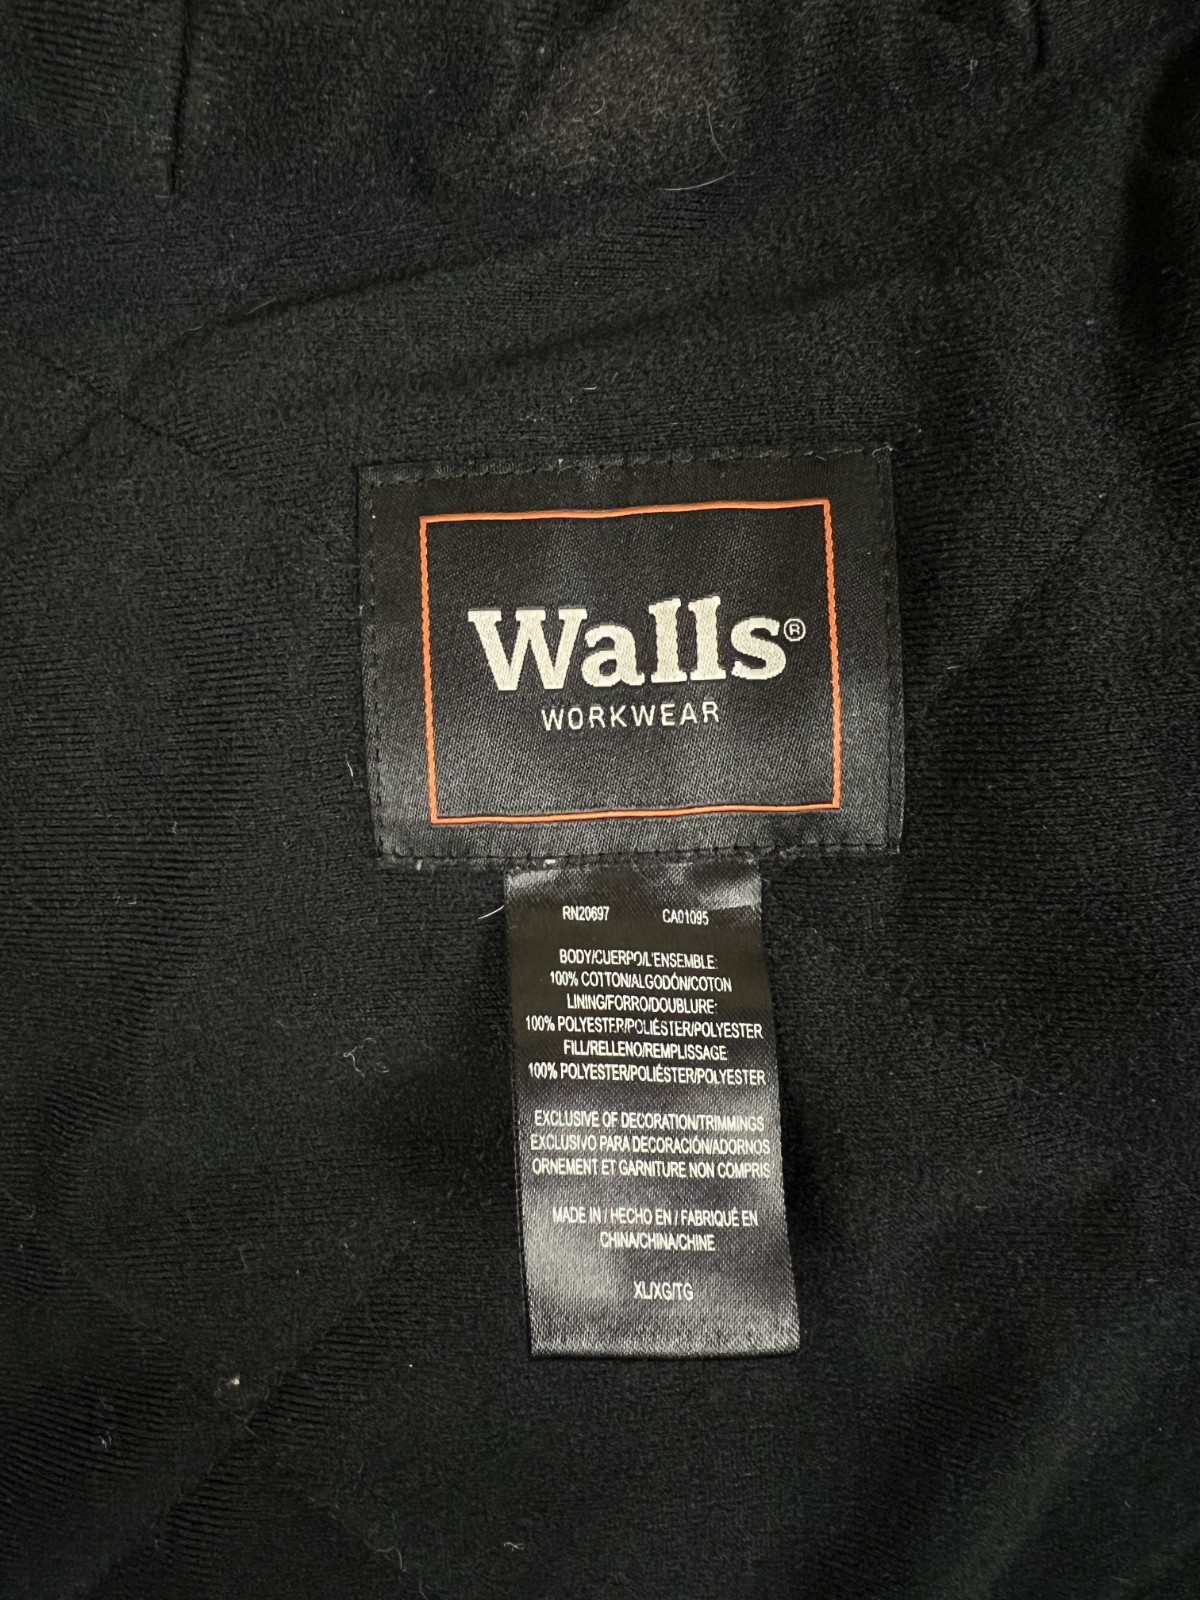 Walls®
WORKWEAR
RN20697 CA01095
BODY/CUERPO/L'ENSEMBLE:
100% COTTON/ALGODÓN/COTON
LINING/FORRO/DOUBLURE:
100% POLYESTER/POLIÉSTER/POLYESTER
FILL/RELLENO/REMPLISSAGE
100% POLYESTER/POLIÉSTER/POLYESTER
EXCLUSIVE OF DECORATION/TRIMMINGS
EXCLUSIVO PARA DECORACIÓN/ADORNOS
ORNEMENT ET GARNITURE NON COMPRIS
MADE IN / HECHO EN / FABRIQUÉ EN
CHINA/CHINA/CHINE
XL/XG/TG